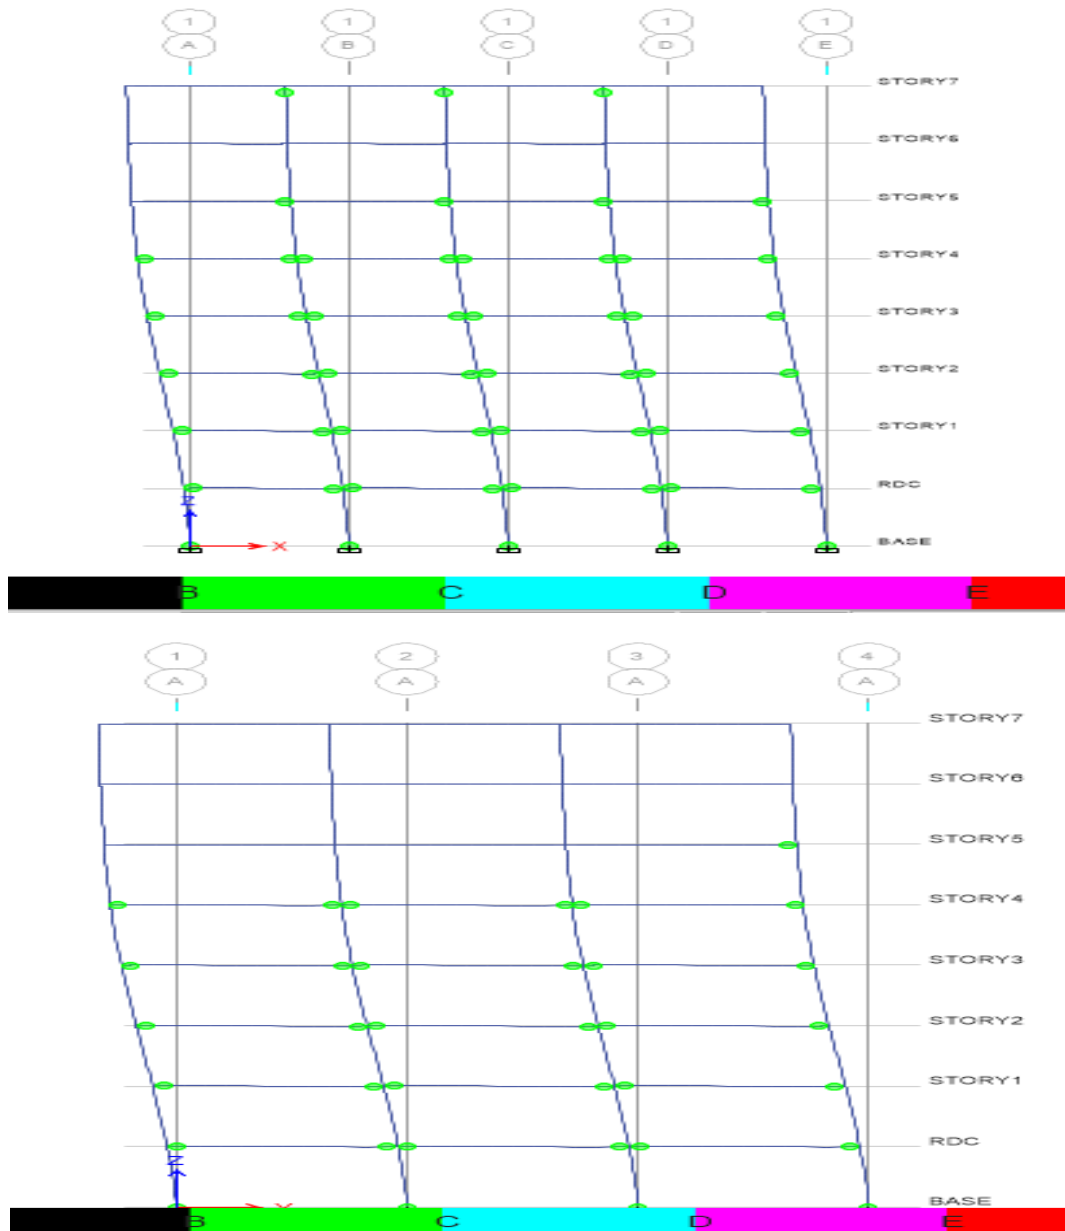 1 1 1 1 1
A B C D E
STORY7
STORY6
STORY5
STORY4
STORY3
STORY2
STORY1
RDC
Z
X
BASE
B C D E
1 2 3 4
A A A A
STORY7
STORY6
STORY5
STORY4
STORY3
STORY2
STORY1
RDC
Z
BASE
B C D E